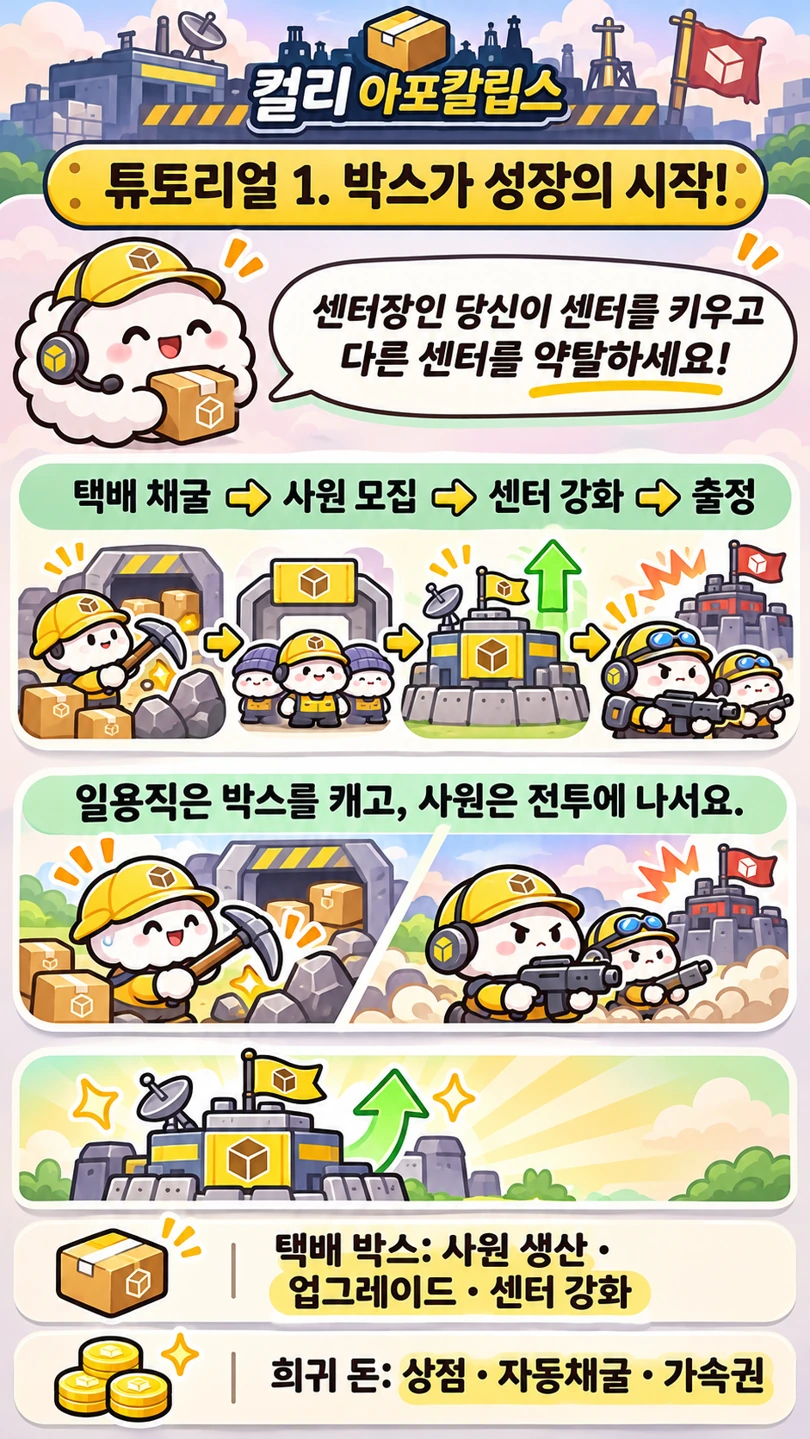 컬리 아포칼립스
튜토리얼 1. 박스가 성장의 시작!
센터장인 당신이 센터를 키우고
다른 센터를 약탈하세요!
택배 채굴 ➡ 사원 모집 ➡ 센터 강화 ➡ 출정
일용직은 박스를 캐고, 사원은 전투에 나서요.
택배 박스: 사원 생산 •
업그레이드 • 센터 강화
희귀 돈: 상점 • 자동채굴 • 가속권